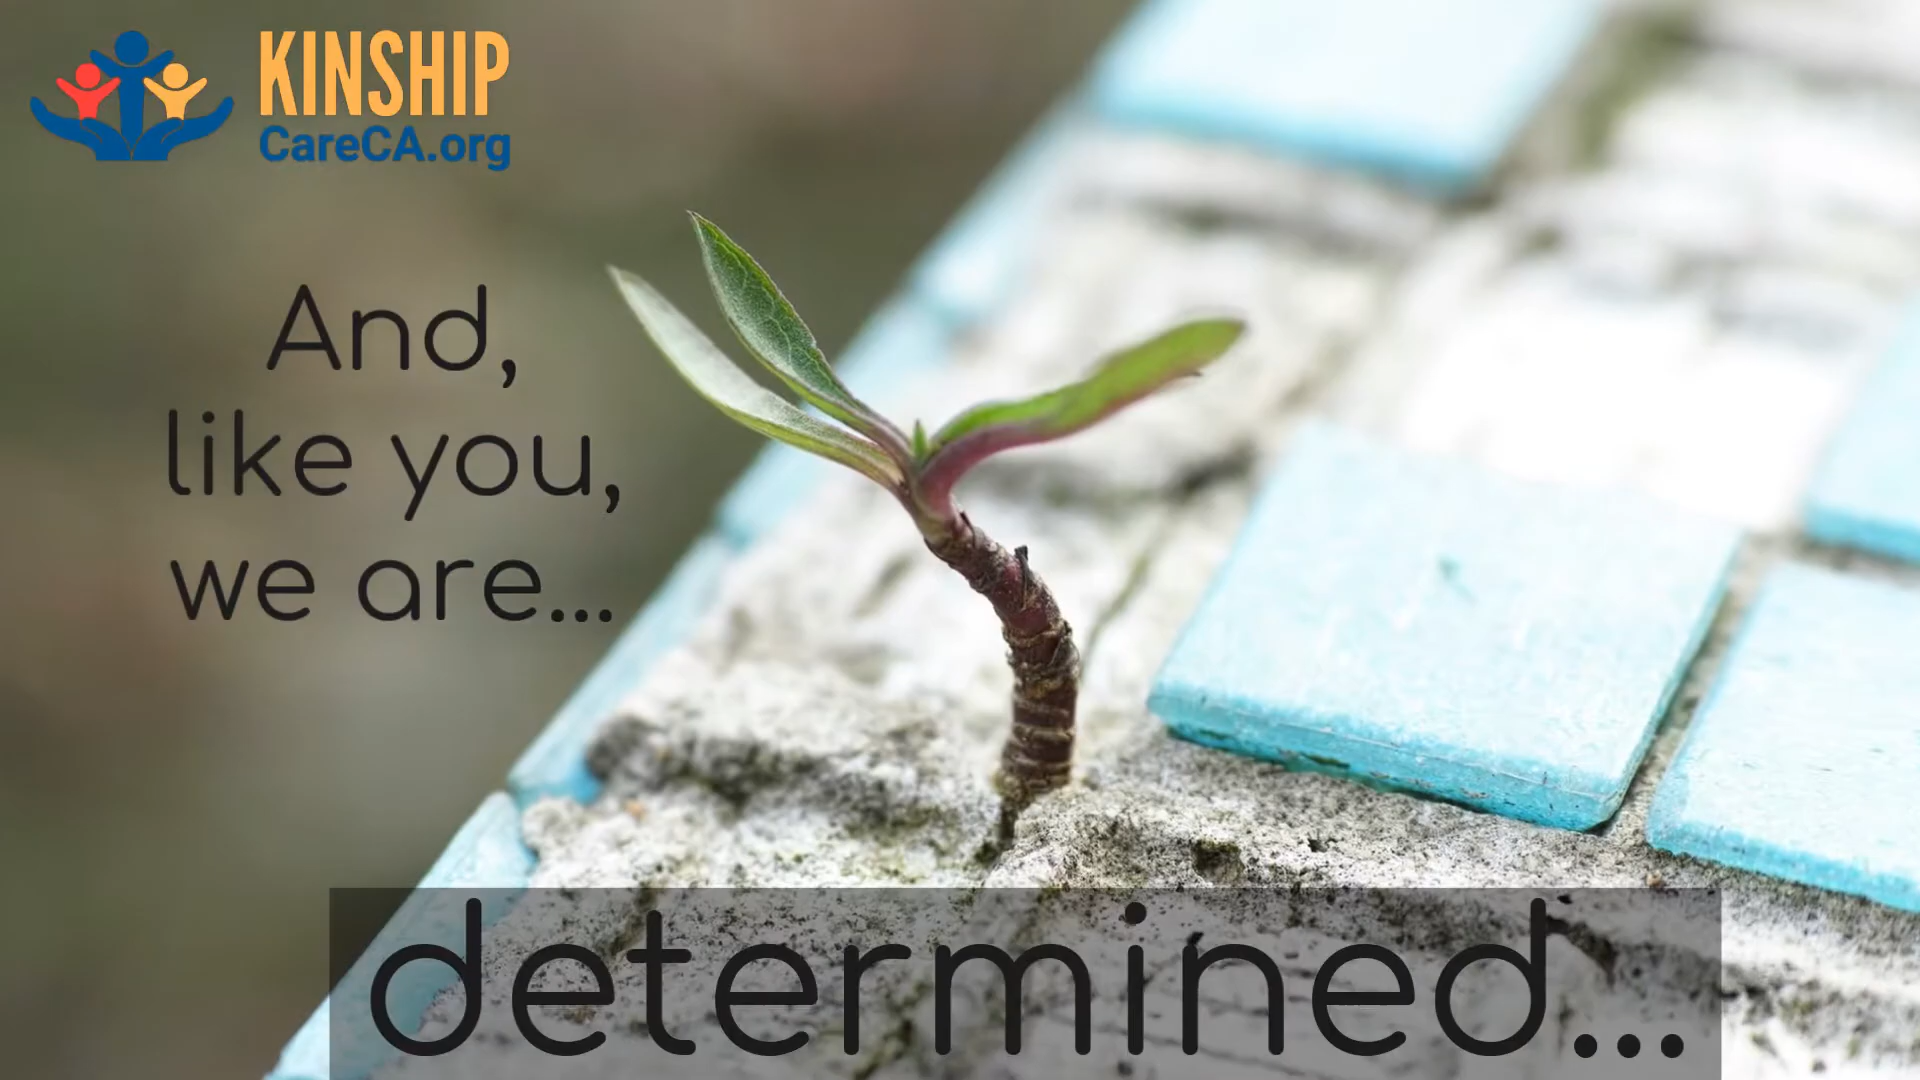 KINSHIP
CareCA.org
And,
like you,
we are...
determined...